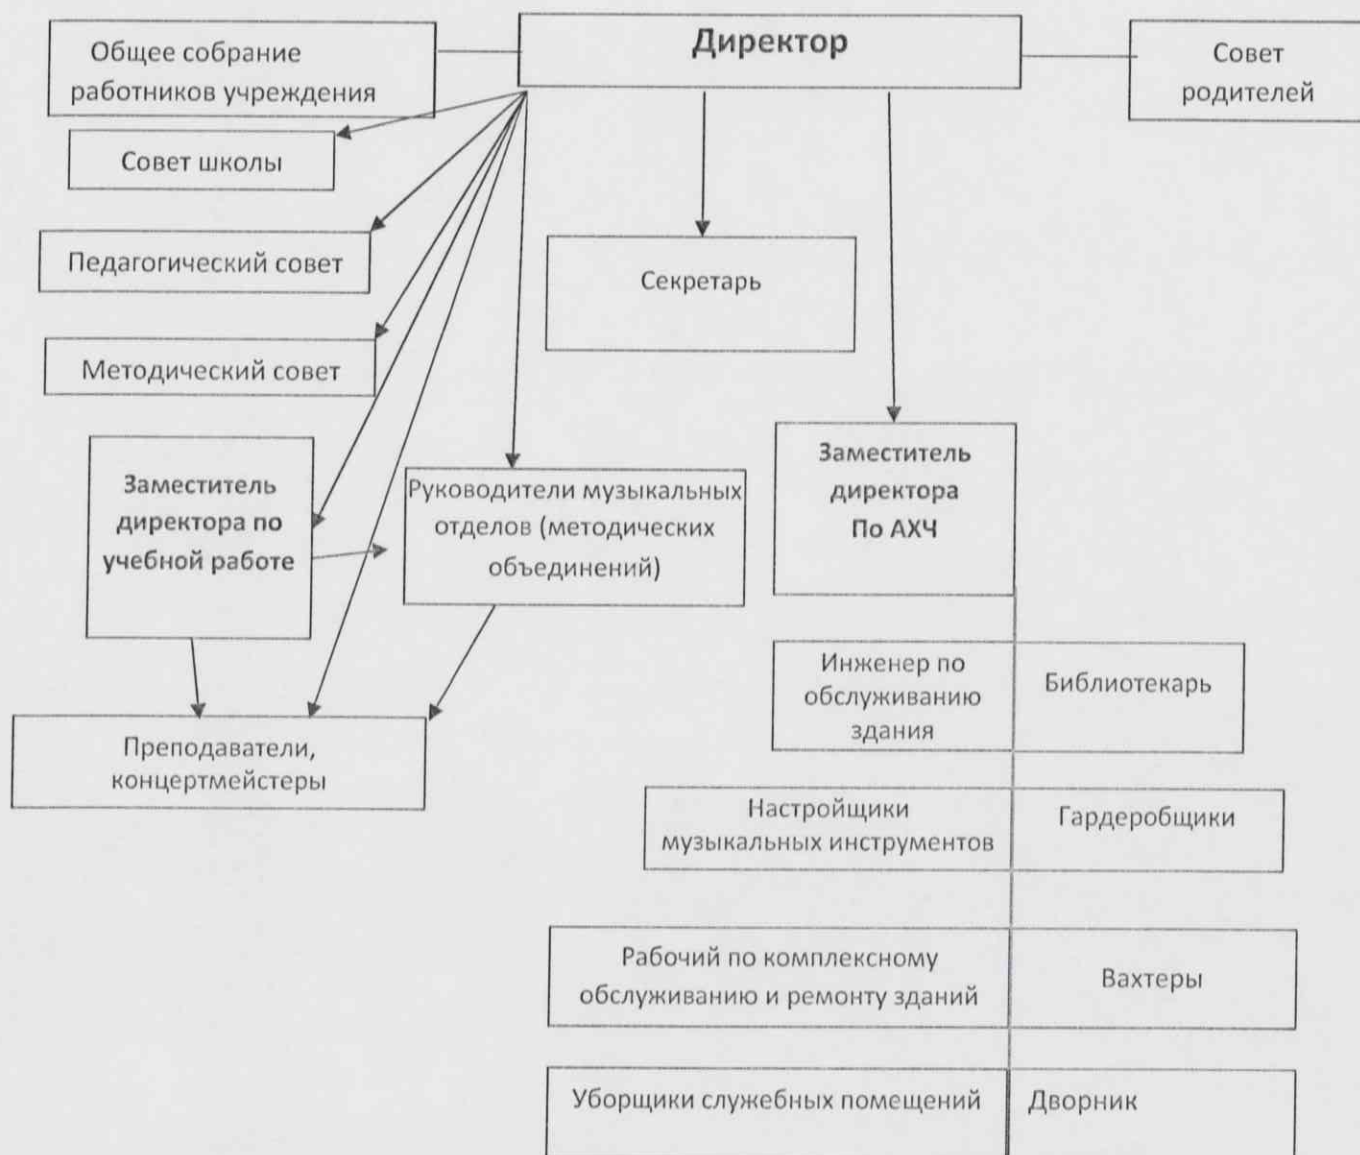 Директор
Общее собрание
работников учреждения
Совет
родителей
Совет школы
Педагогический совет
Секретарь
Методический совет
Заместитель
директора по
учебной работе
Руководители музыкальных
отделов (методических
объединений)
Заместитель
директора
По АХЧ
Инженер по
обслуживанию
здания
Библиотекарь
Преподаватели,
концертмейстеры
Настройщики
музыкальных инструментов
Гардеробщики
Рабочий по комплексному
обслуживанию и ремонту зданий
Вахтеры
Уборщики служебных помещений
Дворник